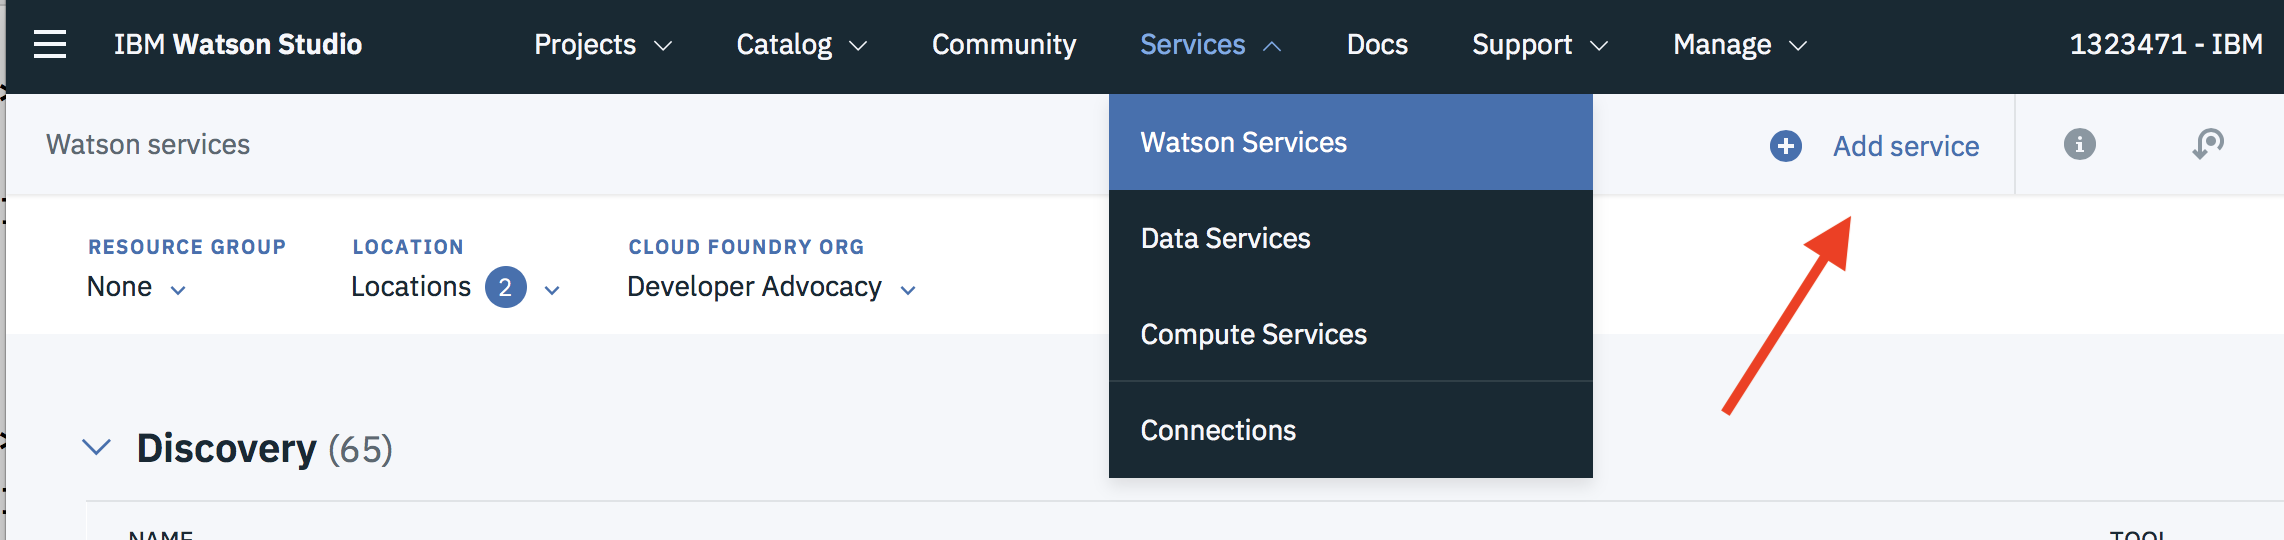 IBM Watson Studio Projects Catalog Community Services Docs Support Manage 1323471 - IBM
Watson services
Watson Services
Add service
Data Services
RESOURCE GROUP LOCATION CLOUD FOUNDRY ORG
None Locations 2 Developer Advocacy
Compute Services
Connections
Discovery (65)
NAME TOOL